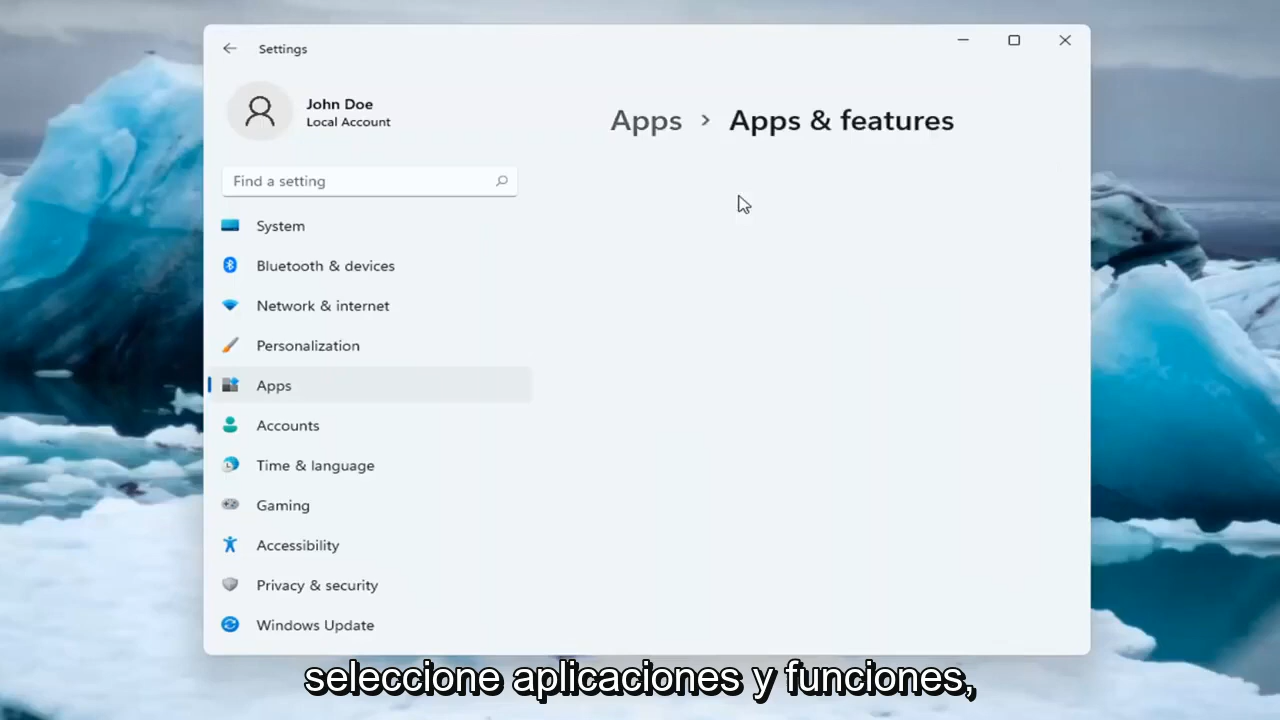 Settings
John Doe
Local Account
Find a setting
System
Bluetooth & devices
Network & internet
Personalization
Apps
Accounts
Time & language
Gaming
Accessibility
Privacy & security
Windows Update
Apps > Apps & features
seleccione aplicaciones y funciones,